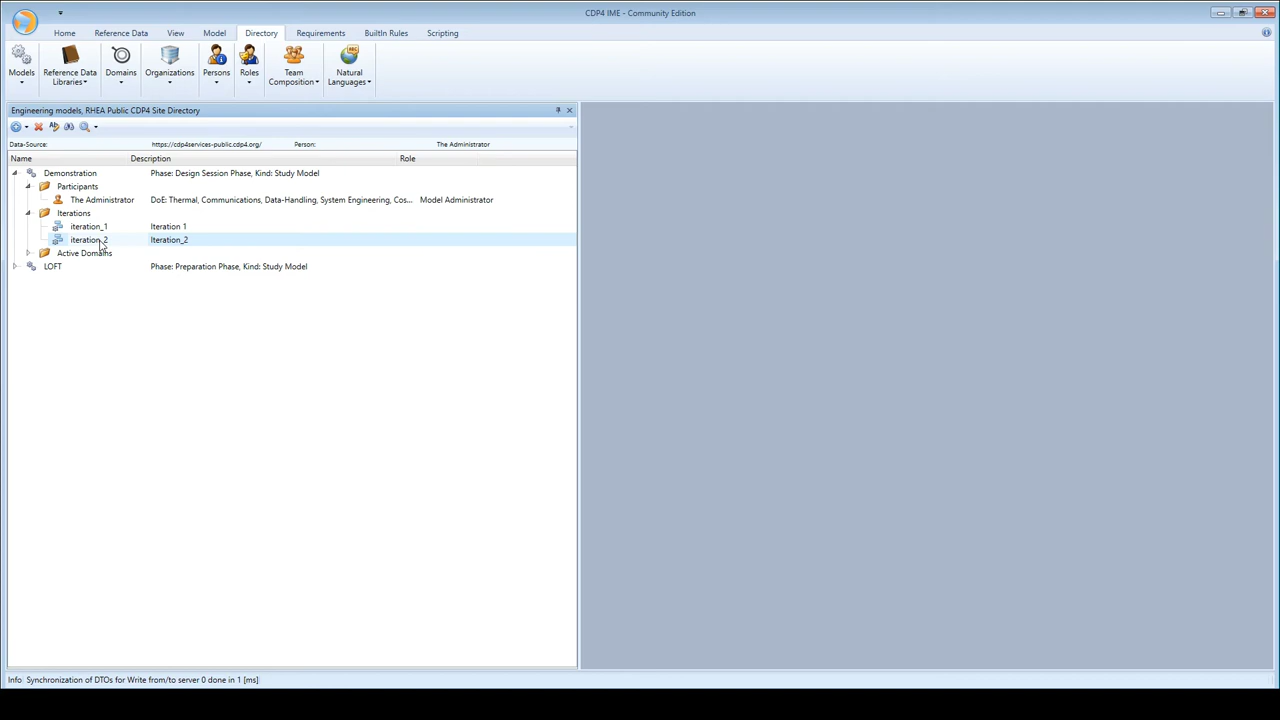 CDP4 IME - Community Edition
Home Reference Data View Model Directory Requirements BuiltIn Rules Scripting
Models Reference Data Libraries Domains Organizations Persons Roles Team Composition Natural Languages
Engineering models, RHEA Public CDP4 Site Directory
Data-Source: https://cdp4services-public.cdp4.org/ Person: The Administrator
Name Description Role
Demonstration Phase: Design Session Phase, Kind: Study Model
Participants
The Administrator DoE: Thermal, Communications, Data-Handling, System Engineering, Cos... Model Administrator
Iterations
iteration_1 Iteration 1
iteration_2 Iteration_2
Active Domains
LOFT Phase: Preparation Phase, Kind: Study Model
Info: Synchronization of DTOs for Write from/to server 0 done in 1 [ms]